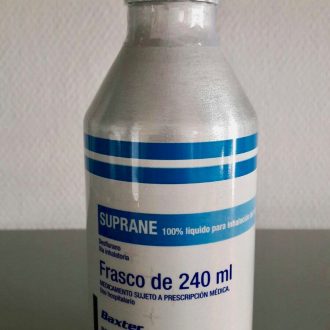 SUPRANE 100% líquido para inhalación del
Desflurano
Vía inhalatoria
Frasco de 240 ml
MEDICAMENTO SUJETO A PRESCRIPCIÓN MÉDICA.
Uso hospitalario
Baxter